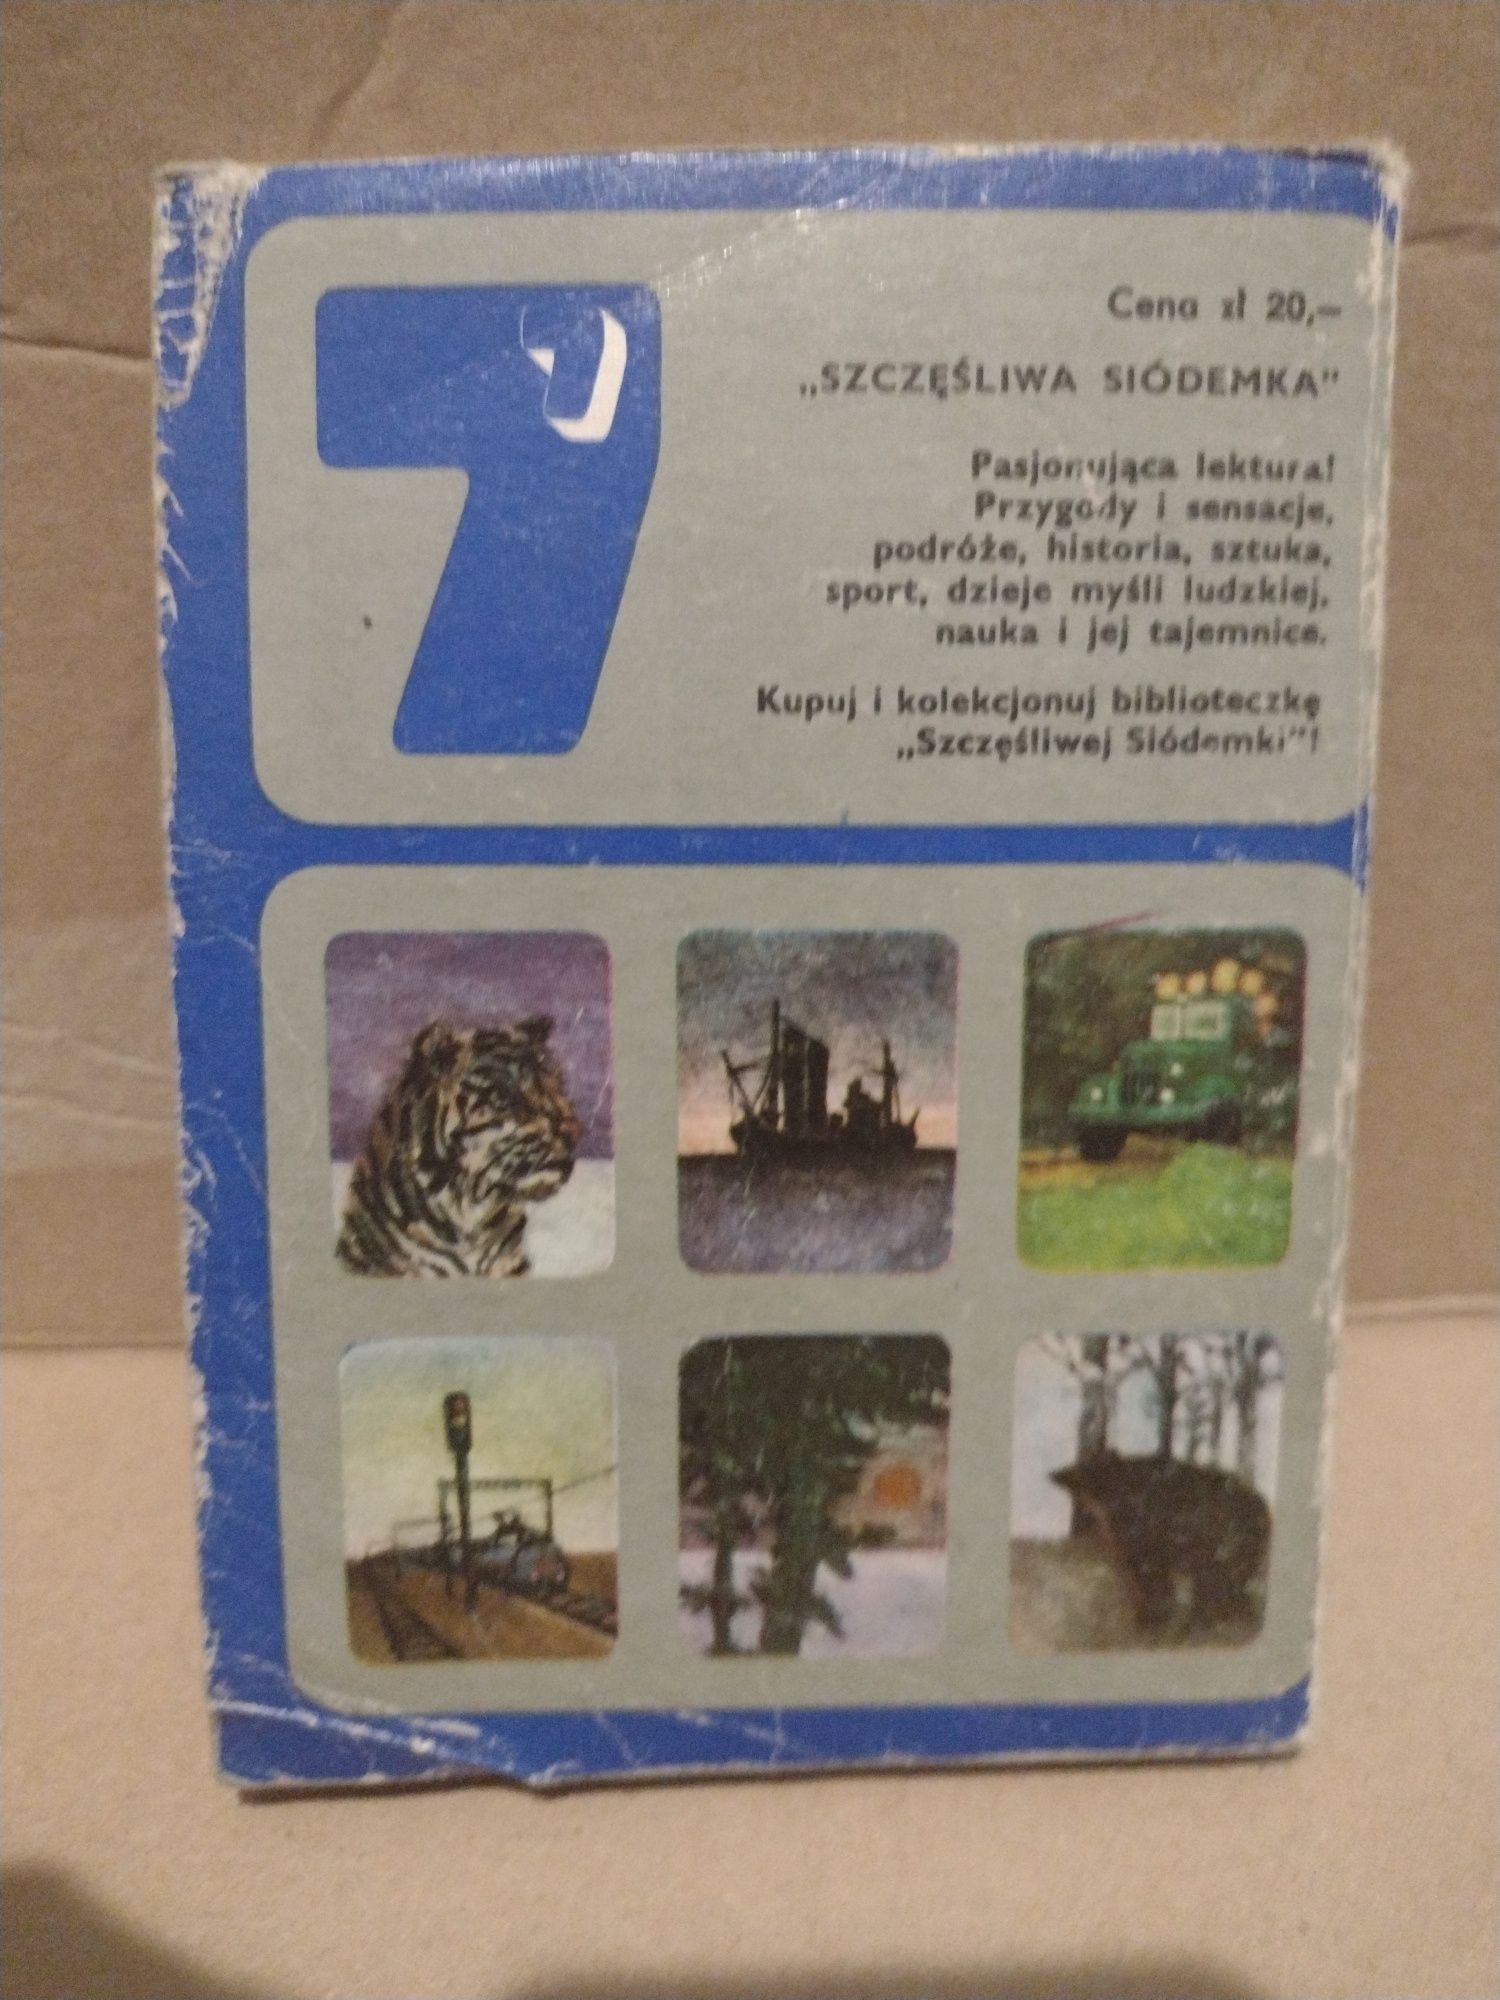 7
Cena zł 20,—
„SZCZĘŚLIWA SIÓDEMKA”
Pasjonująca lektura!
Przygody i sensacje,
podróże, historia, sztuka,
sport, dzieje myśli ludzkiej,
nauka i jej tajemnice.
Kupuj i kolekcjonuj biblioteczkę
„Szczęśliwej Siódemki”!